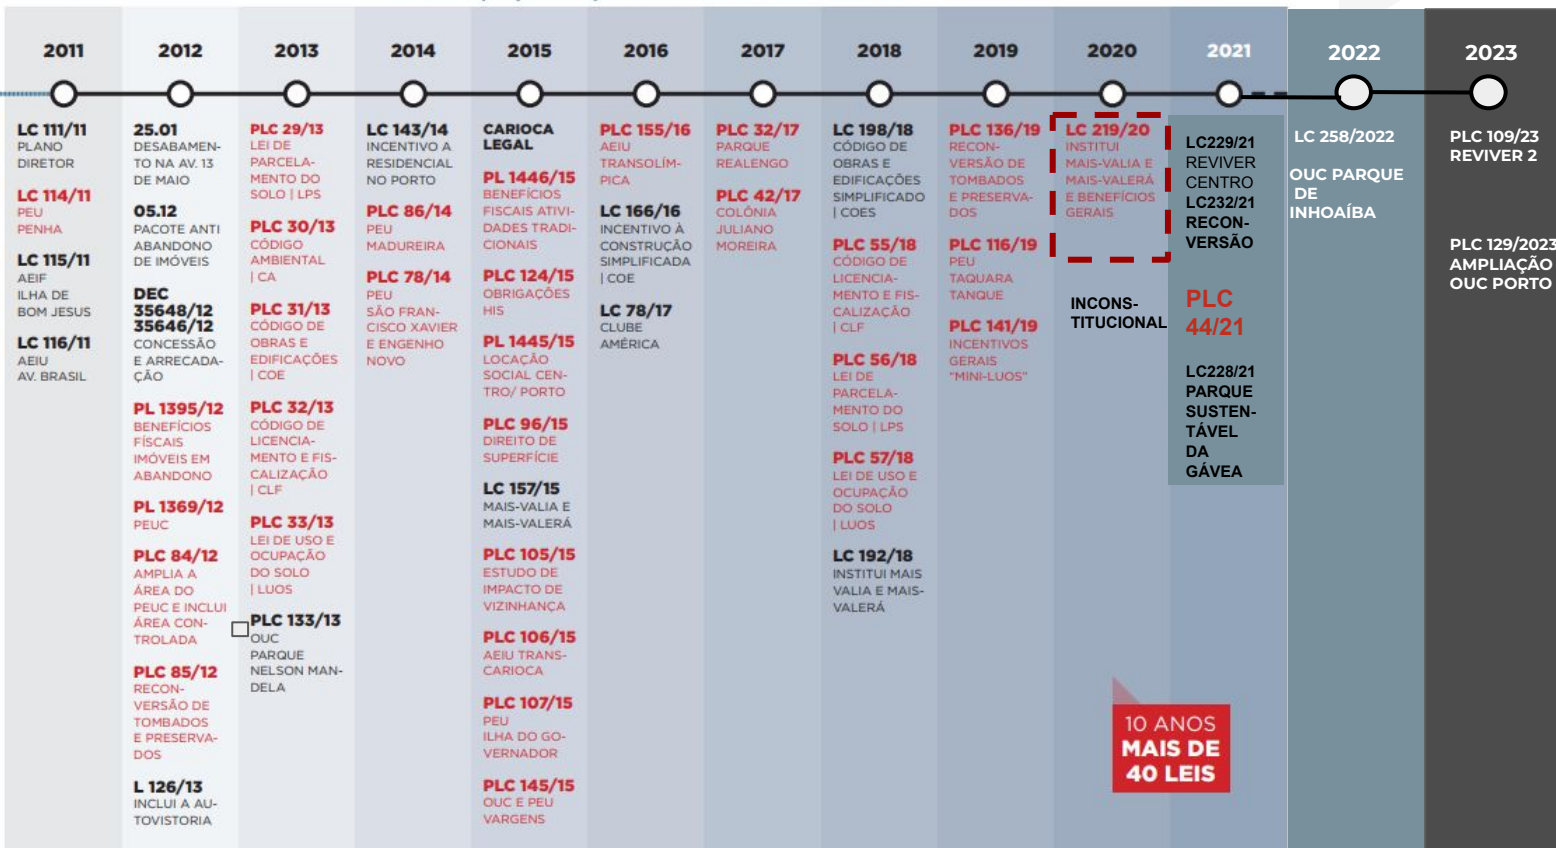 2011
LC 111/11
PLANO
DIRETOR
LC 114/11
PEU
PENHA
LC 115/11
AEIF
ILHA DE
BOM JESUS
LC 116/11
AEIU
AV. BRASIL
2012
25.01
DESABAMEN-
TO NA AV. 13
DE MAIO
05.12
PACOTE ANTI
ABANDONO
DE IMÓVEIS
DEC
35648/12
35646/12
CONCESSÃO
E ARRECADA-
ÇÃO
PL 1395/12
BENEFÍCIOS
FÍSCAIS
IMÓVEIS EM
ABANDONO
PL 1369/12
PEUC
PLC 84/12
AMPLIA A
ÁREA DO
PEUC E INCLUI
ÁREA CON-
TROLADA
PLC 85/12
RECON-
VERSÃO DE
TOMBADOS
E PRESERVA-
DOS
L 126/13
INCLUI A AU-
TOVISTORIA
2013
PLC 29/13
LEI DE
PARCELA-
MENTO DO
SOLO | LPS
PLC 30/13
CÓDIGO
AMBIENTAL
| CA
PLC 31/13
CÓDIGO DE
OBRAS E
EDIFICAÇÕES
| COE
PLC 32/13
CÓDIGO DE
LICENCIA-
MENTO E FIS-
CALIZAÇÃO
| CLF
PLC 33/13
LEI DE USO E
OCUPAÇÃO
DO SOLO
| LUOS
PLC 133/13
OUC
PARQUE
NELSON MAN-
DELA
2014
LC 143/14
INCENTIVO A
RESIDENCIAL
NO PORTO
PLC 86/14
PEU
MADUREIRA
PLC 78/14
PEU
SÃO FRAN-
CISCO XAVIER
E ENGENHO
NOVO
2015
CARIOCA
LEGAL
PL 1446/15
BENEFÍCIOS
FISCAIS ATIVI-
DADES TRADI-
CIONAIS
PLC 124/15
OBRIGAÇÕES
HIS
PL 1445/15
LOCAÇÃO
SOCIAL CEN-
TRO/ PORTO
PLC 96/15
DIREITO DE
SUPERFÍCIE
LC 157/15
MAIS-VALIA E
MAIS-VALERÁ
PLC 105/15
ESTUDO DE
IMPACTO DE
VIZINHANÇA
PLC 106/15
AEIU TRANS-
CARIOCA
PLC 107/15
PEU
ILHA DO GO-
VERNADOR
PLC 145/15
OUC E PEU
VARGENS
2016
PLC 155/16
AEIU
TRANSOLÍM-
PICA
LC 166/16
INCENTIVO À
CONSTRUÇÃO
SIMPLIFICADA
| COE
LC 78/17
CLUBE
AMÉRICA
2017
PLC 32/17
PARQUE
REALENGO
PLC 42/17
COLÔNIA
JULIANO
MOREIRA
2018
LC 198/18
CÓDIGO DE
OBRAS E
EDIFICAÇÕES
SIMPLIFICADO
| COES
PLC 55/18
CÓDIGO DE
LICENCIA-
MENTO E FIS-
CALIZAÇÃO
| CLF
PLC 56/18
LEI DE
PARCELA-
MENTO DO
SOLO | LPS
PLC 57/18
LEI DE USO E
OCUPAÇÃO
DO SOLO
| LUOS
LC 192/18
INSTITUI MAIS
VALIA E MAIS-
VALERÁ
2019
PLC 136/19
RECON-
VERSÃO DE
TOMBADOS
E PRESERVA-
DOS
PLC 116/19
PEU
TAQUARA
TANQUE
PLC 141/19
INCENTIVOS
GERAIS
"MINI-LUOS"
2020
LC 219/20
INSTITUI
MAIS-VALIA E
MAIS-VALERÁ
E BENEFÍCIOS
GERAIS
INCONS-
TITUCIONAL
10 ANOS
MAIS DE
40 LEIS
2021
LC229/21
REVIVER
CENTRO
LC232/21
RECON-
VERSÃO
PLC
44/21
LC228/21
PARQUE
SUSTEN-
TÁVEL
DA
GÁVEA
2022
LC 258/2022
OUC PARQUE
DE
INHOAÍBA
2023
PLC 109/23
REVIVER 2
PLC 129/2023
AMPLIAÇÃO
OUC PORTO